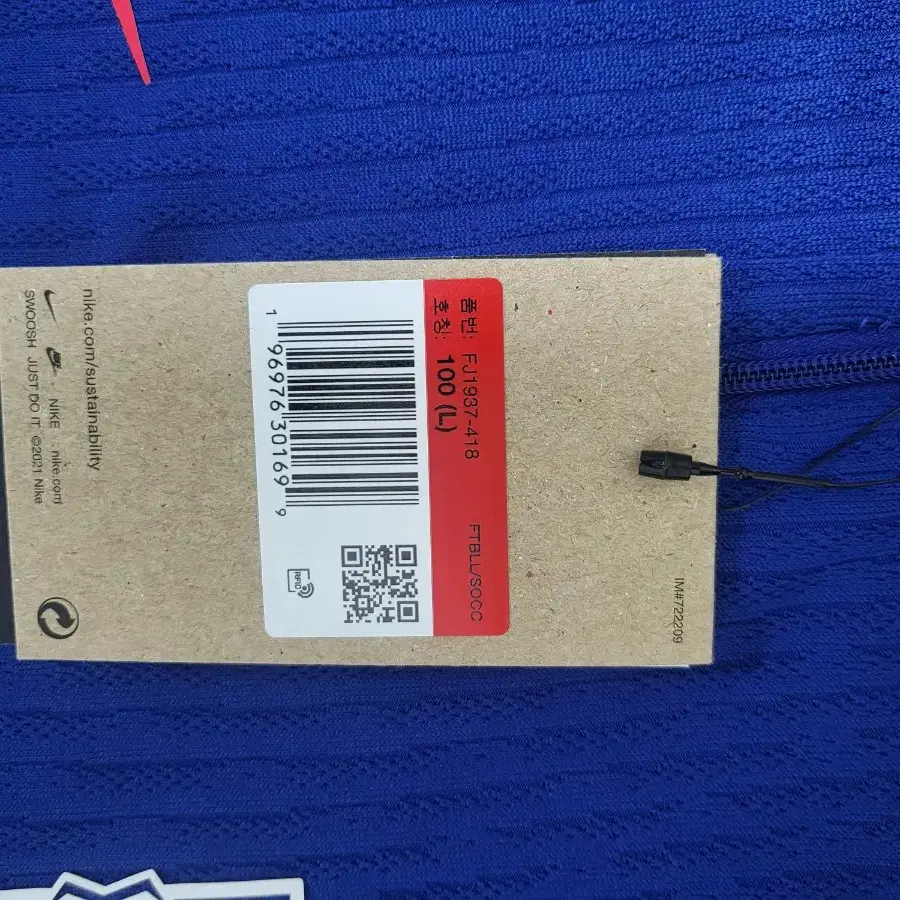 품번: FJ1937-418 FTBLL/SOCC
호칭: 100 (L)
1 96976 30169 9
RFID
IM#722209
nike.com/sustainability
NIKE nike.com
SWOOSH JUST DO IT ©2021 Nike